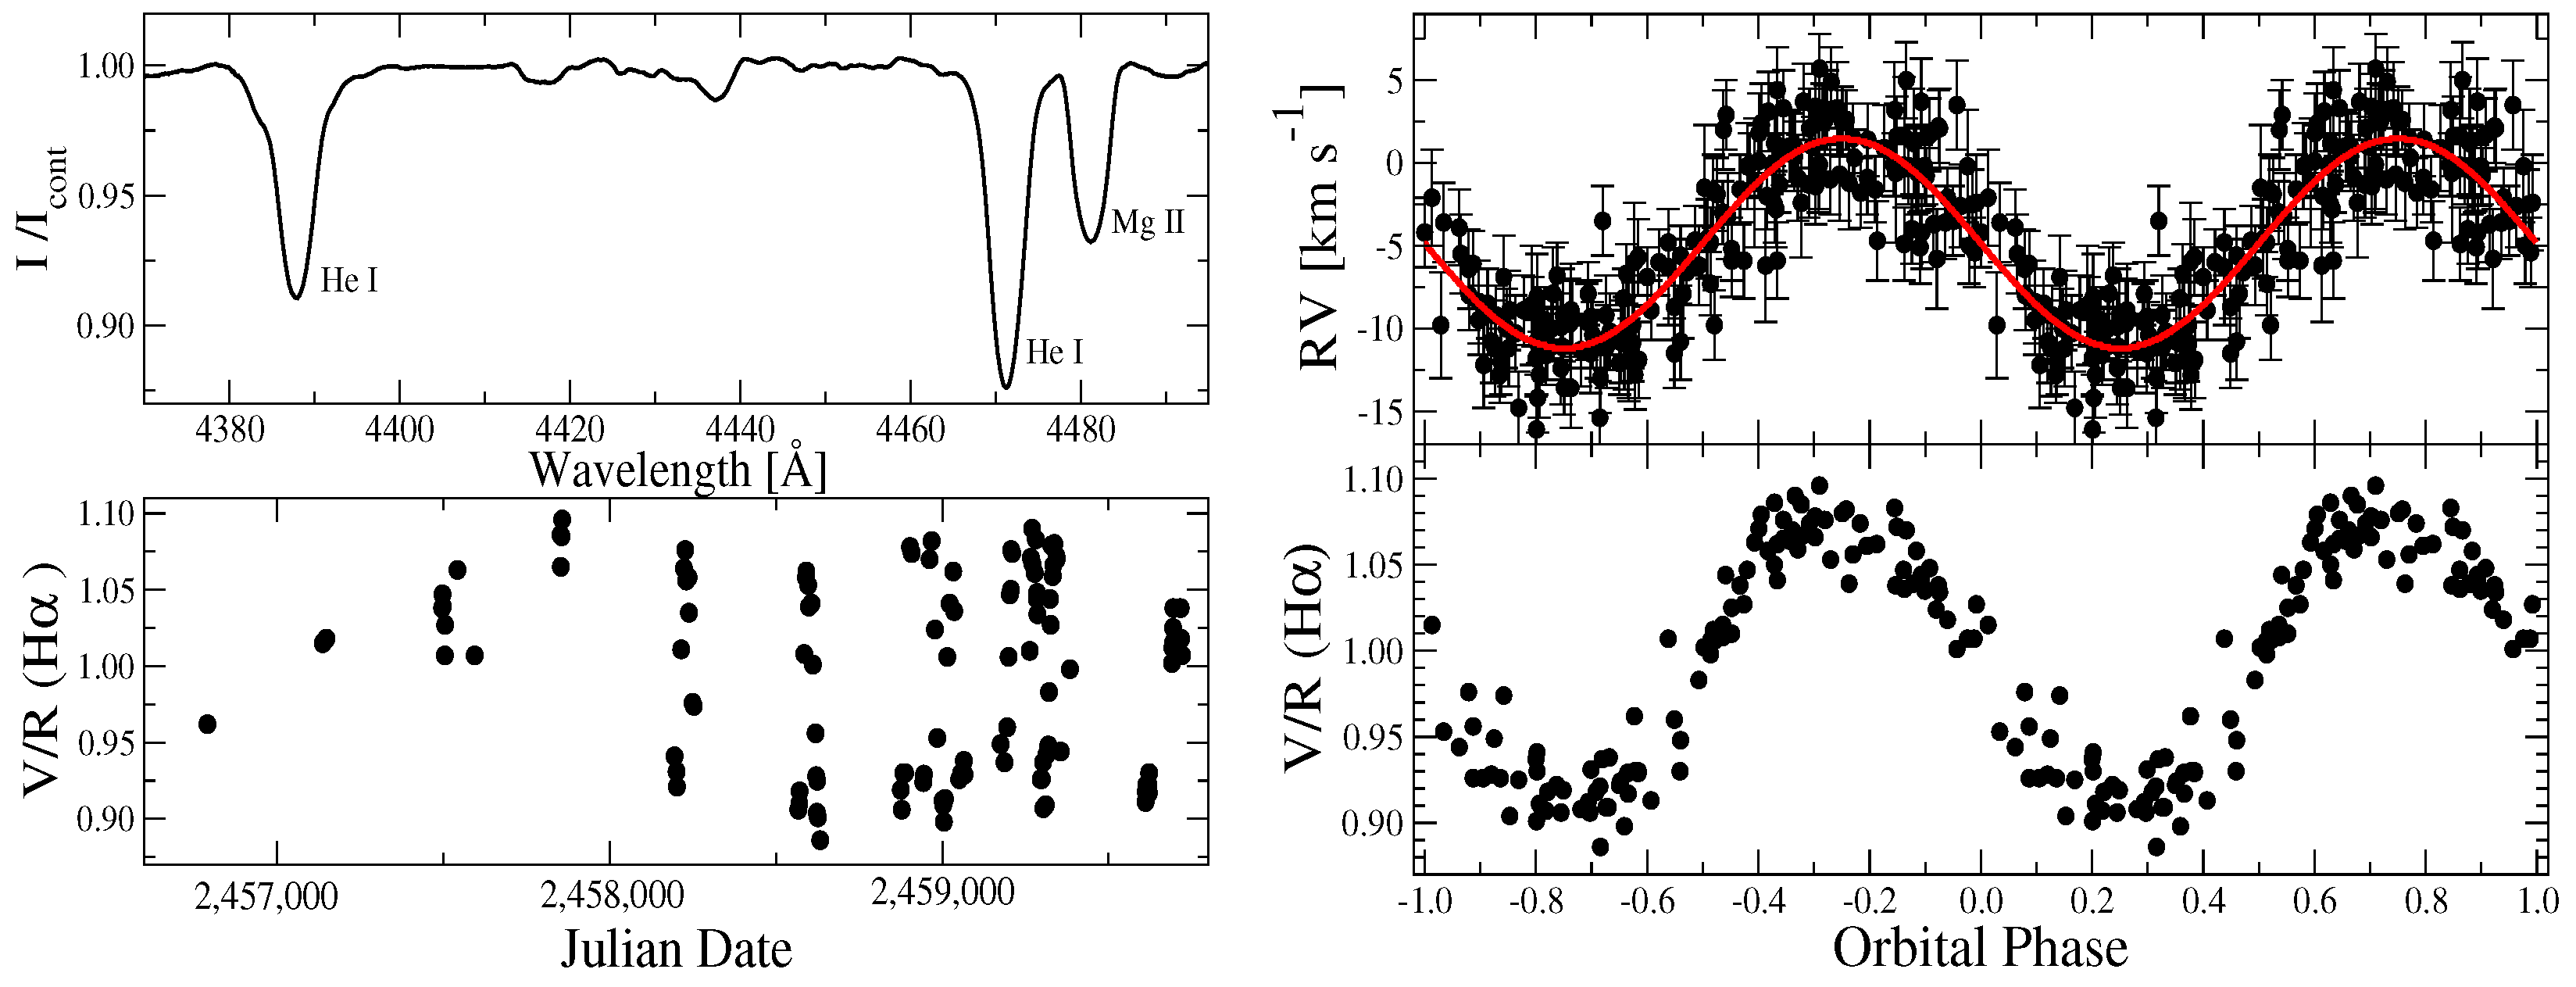 I /I_cont
1.00
0.95
0.90
He I
He I
Mg II
4380 4400 4420 4440 4460 4480
Wavelength [Å]
V/R (Hα )
1.10
1.05
1.00
0.95
0.90
2,457,000 2,458,000 2,459,000
Julian Date
RV [km s^-1]
5
0
-5
-10
-15
V/R (Hα)
1.10
1.05
1.00
0.95
0.90
-1.0 -0.8 -0.6 -0.4 -0.2 0.0 0.2 0.4 0.6 0.8 1.0
Orbital Phase